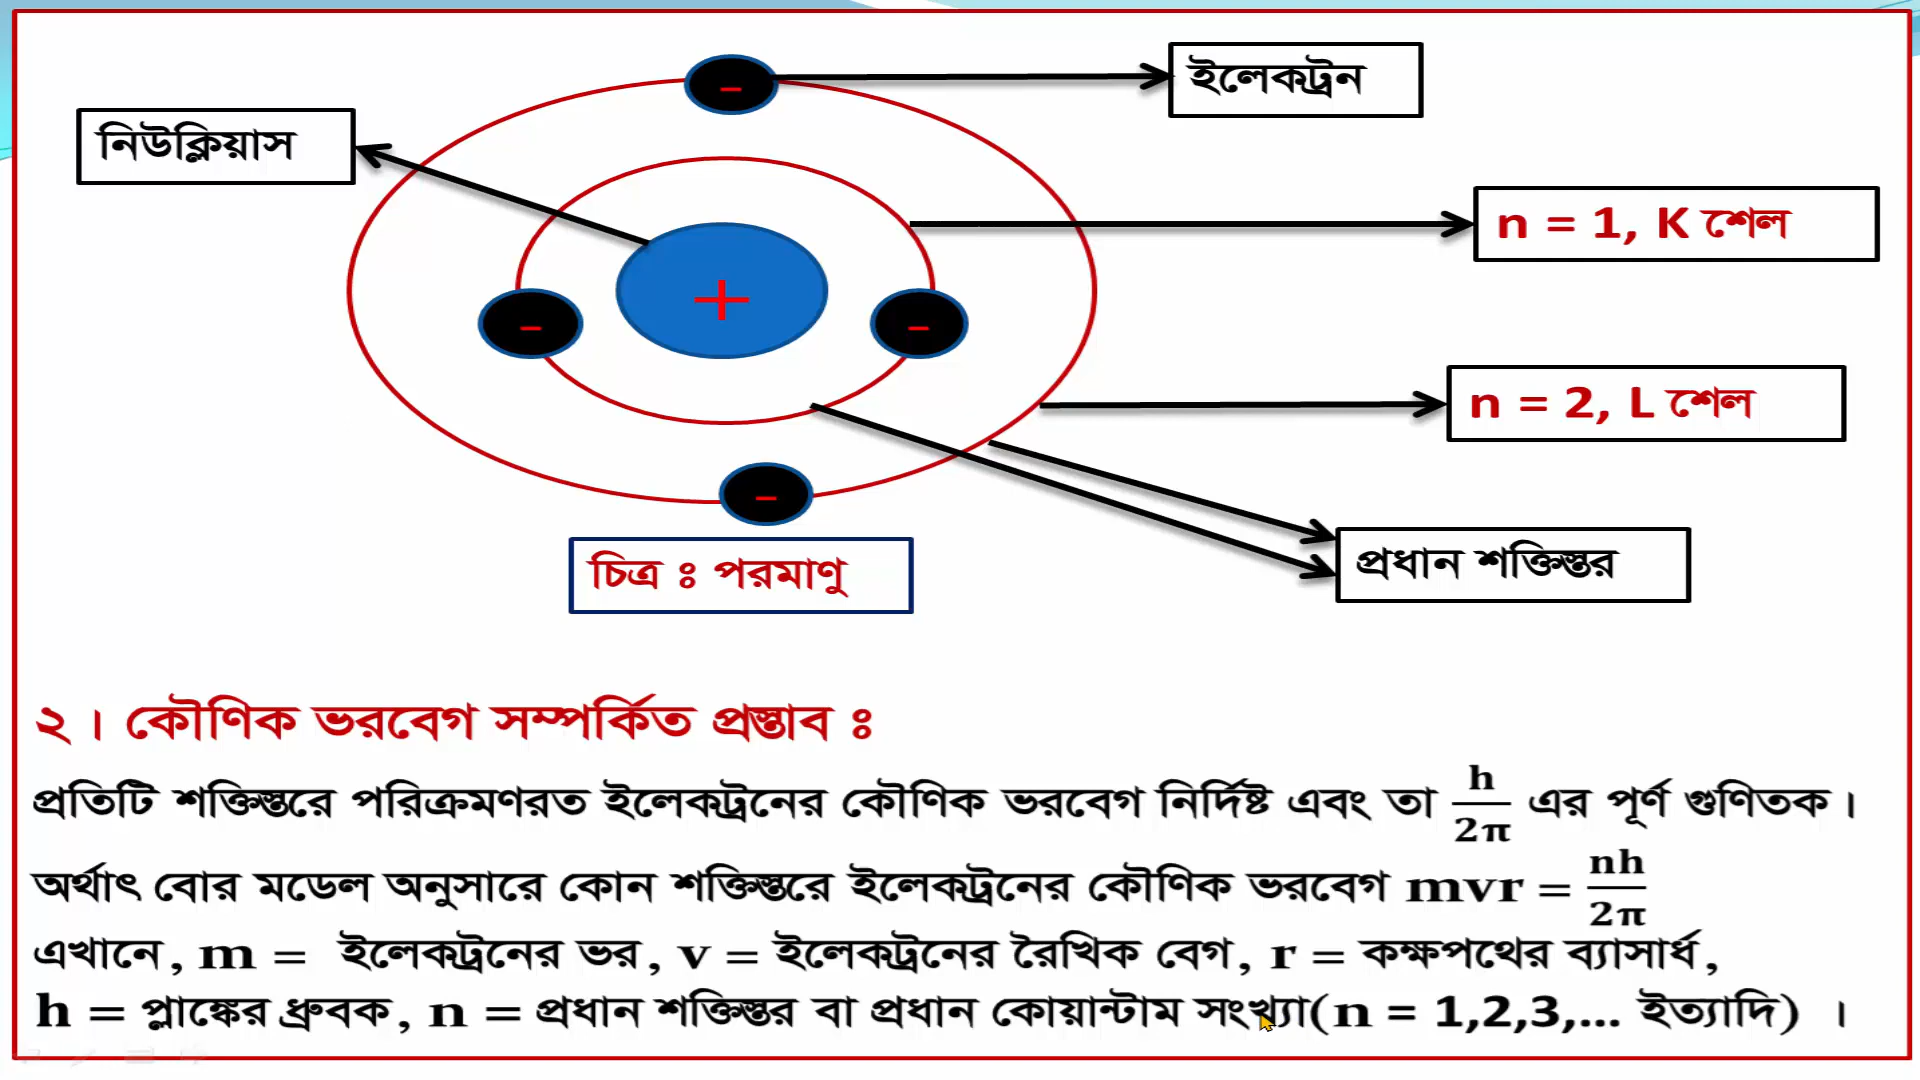 ইলেকট্রন
নিউক্লিয়াস
n = 1, K শেল
n = 2, L শেল
প্রধান শক্তিস্তর
চিত্র ঃ পরমাণু
২। কৌণিক ভরবেগ সম্পর্কিত প্রস্তাব ঃ
প্রতিটি শক্তিস্তরে পরিক্রমণরত ইলেকট্রনের কৌণিক ভরবেগ নির্দিষ্ট এবং তা h/2π এর পূর্ণ গুণিতক।
অর্থাৎ বোর মডেল অনুসারে কোন শক্তিস্তরে ইলেকট্রনের কৌণিক ভরবেগ mvr = nh/2π
এখানে, m = ইলেকট্রনের ভর, v = ইলেকট্রনের রৈখিক বেগ, r = কক্ষপথের ব্যাসার্ধ,
h = প্লাঙ্কের ধ্রুবক, n = প্রধান শক্তিস্তর বা প্রধান কোয়ান্টাম সংখ্যা(n = 1,2,3,... ইত্যাদি) ।